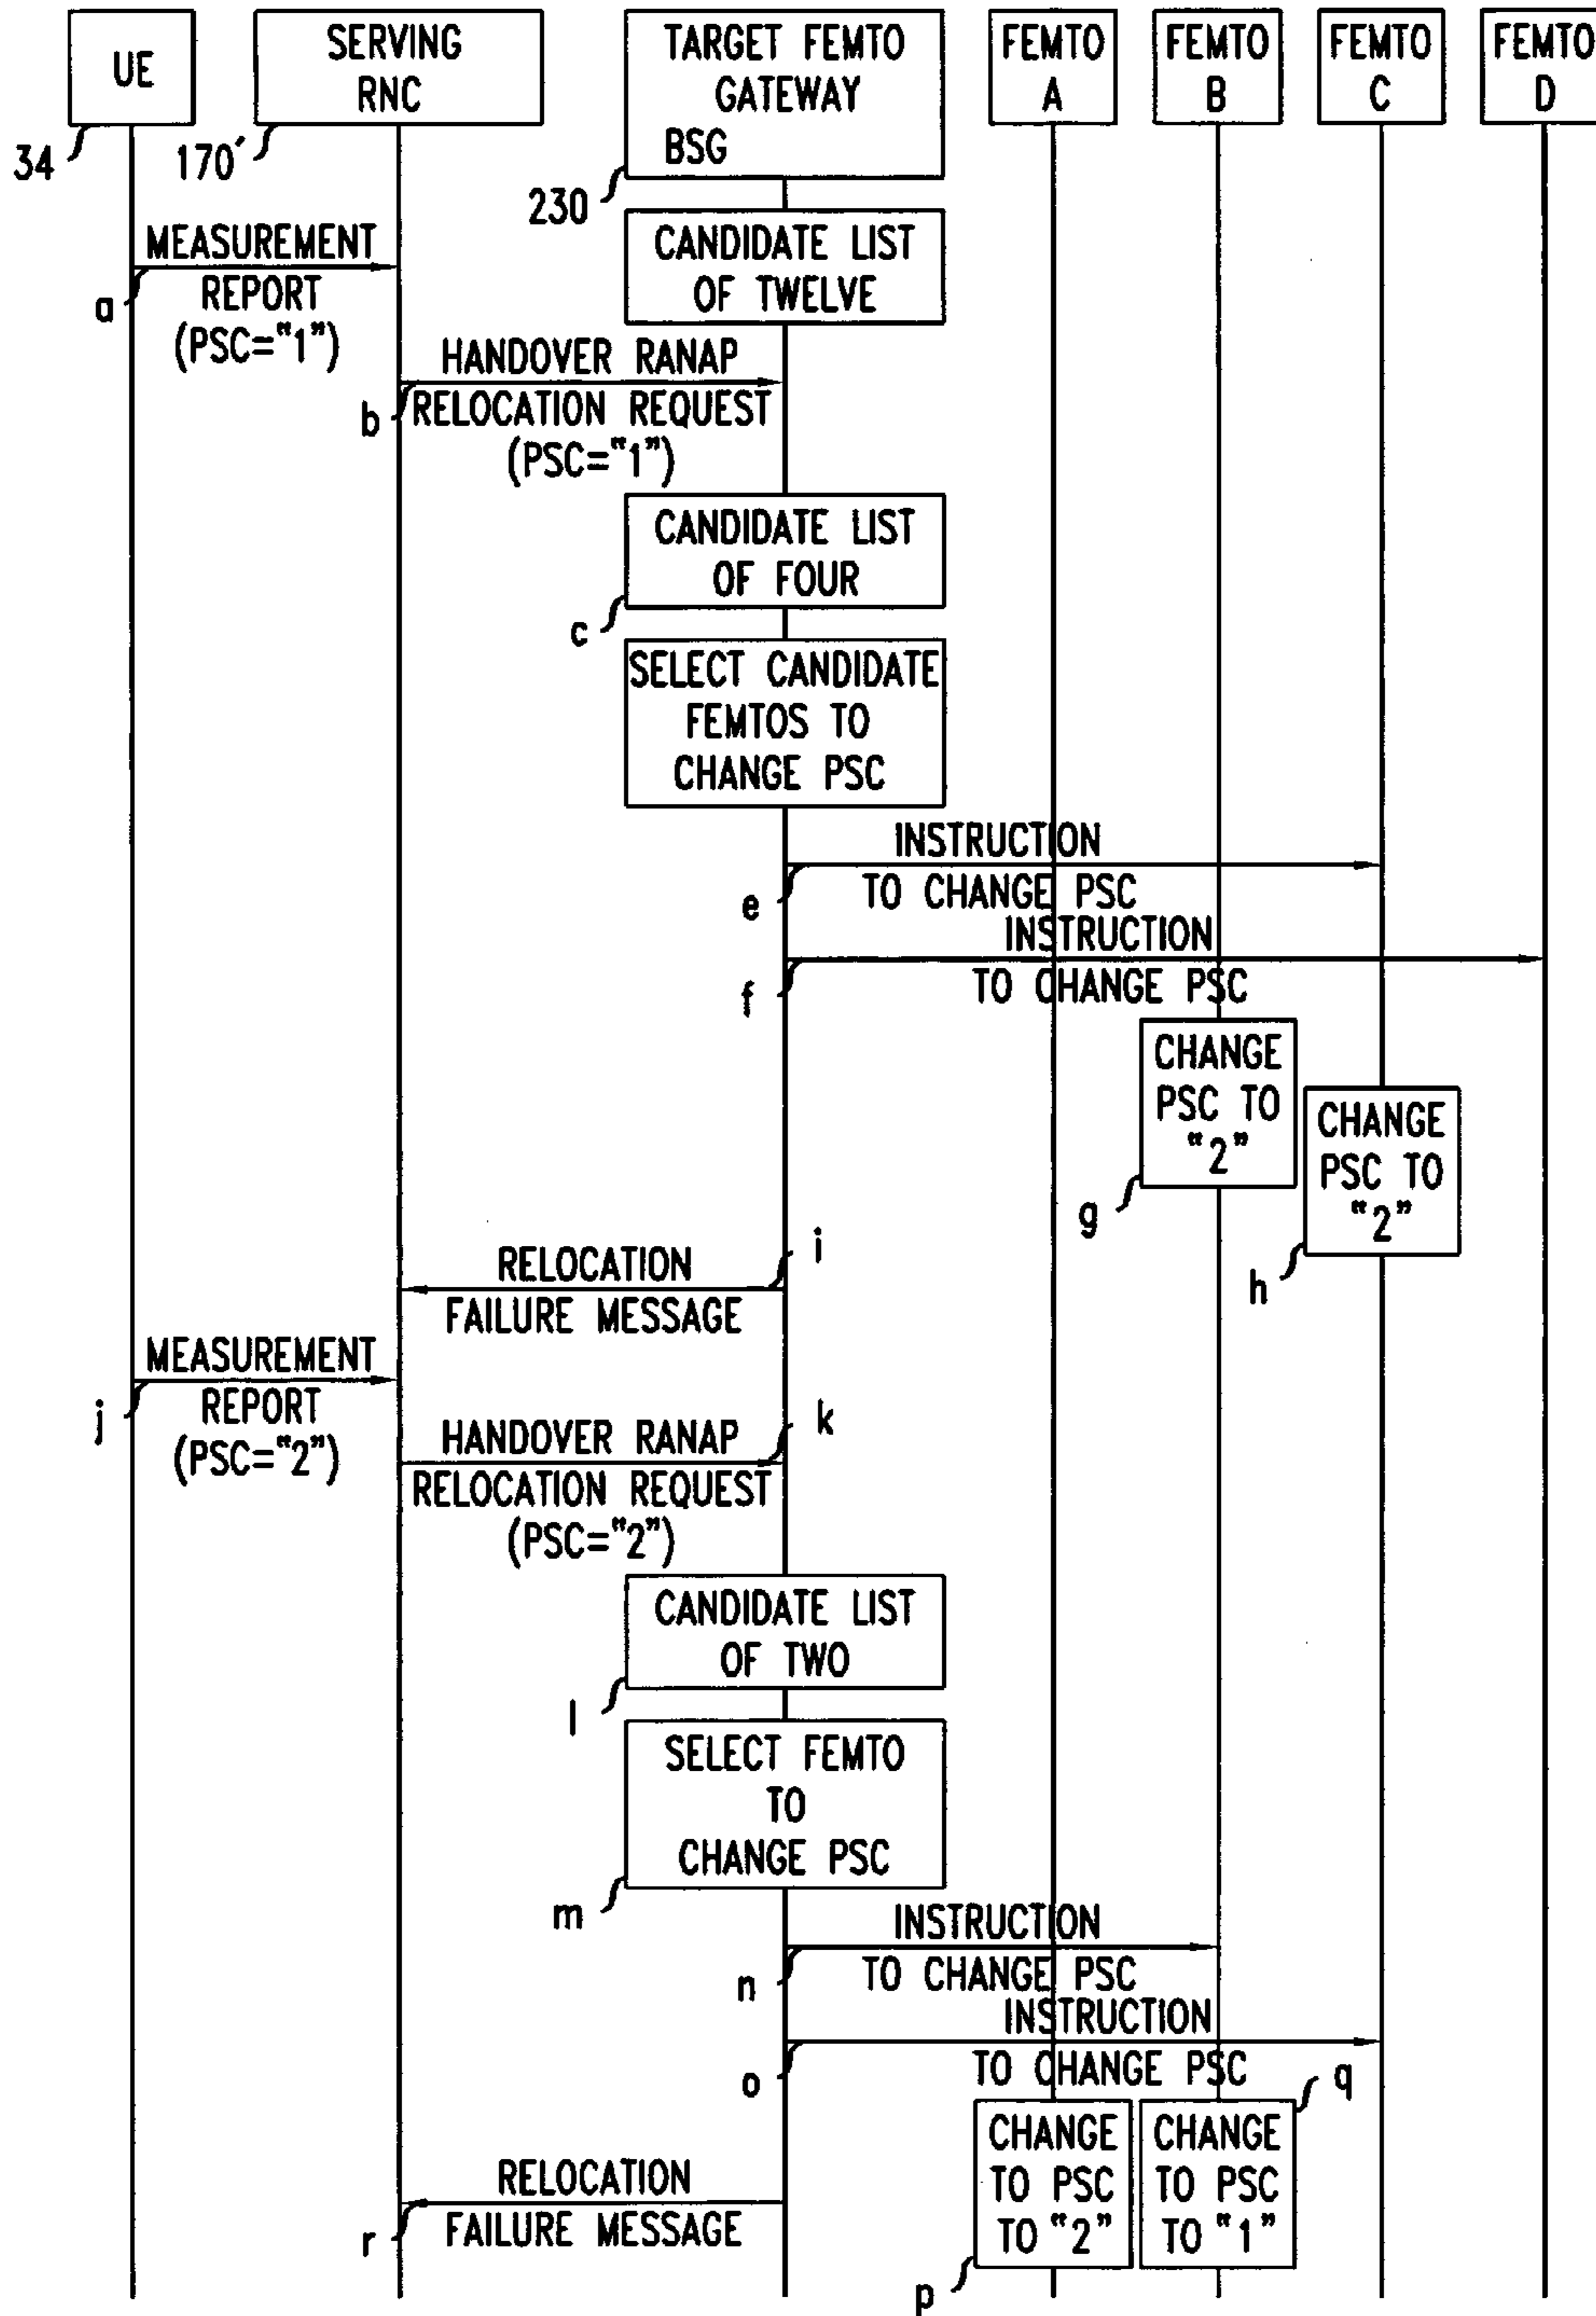 UE
SERVING
RNC
TARGET FEMTO
GATEWAY
BSG
FEMTO
A
FEMTO
B
FEMTO
C
FEMTO
D
34
170'
230
CANDIDATE LIST
OF TWELVE
MEASUREMENT
REPORT
(PSC="1")
a
HANDOVER RANAP
RELOCATION REQUEST
(PSC="1")
b
CANDIDATE LIST
OF FOUR
c
SELECT CANDIDATE
FEMTOS TO
CHANGE PSC
INSTRUCTION
TO CHANGE PSC
e
INSTRUCTION
TO CHANGE PSC
f
CHANGE
PSC TO
"2"
g
CHANGE
PSC TO
"2"
h
i
RELOCATION
FAILURE MESSAGE
MEASUREMENT
REPORT
(PSC="2")
j
k
HANDOVER RANAP
RELOCATION REQUEST
(PSC="2")
CANDIDATE LIST
OF TWO
l
SELECT FEMTO
TO
CHANGE PSC
m
INSTRUCTION
TO CHANGE PSC
n
INSTRUCTION
TO CHANGE PSC
o
q
CHANGE
TO PSC
TO "2"
p
CHANGE
TO PSC
TO "1"
RELOCATION
FAILURE MESSAGE
r